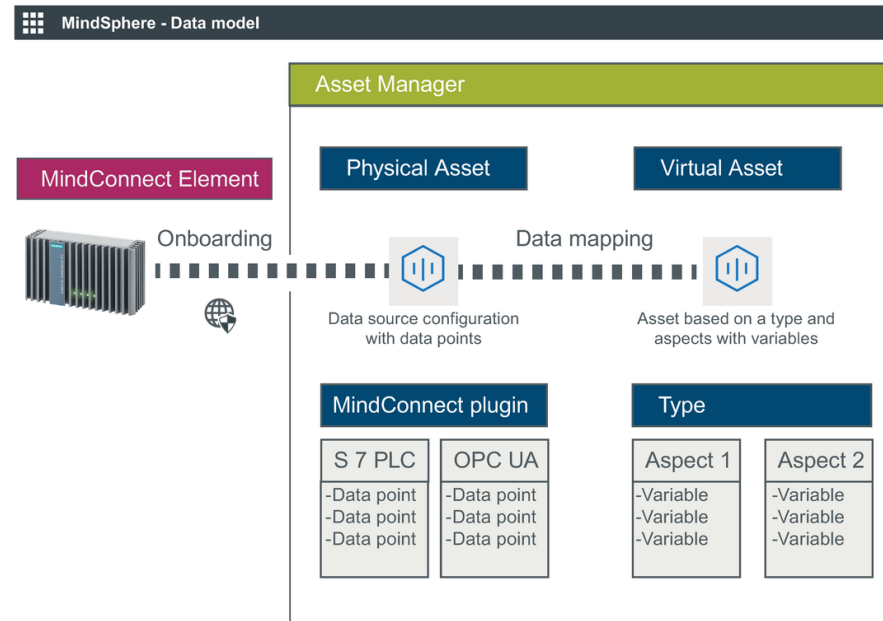 MindSphere - Data model
Asset Manager
MindConnect Element
Physical Asset
Virtual Asset
Onboarding
Data mapping
Data source configuration
with data points
Asset based on a type and
aspects with variables
MindConnect plugin
Type
S 7 PLC
OPC UA
Aspect 1
Aspect 2
-Data point
-Data point
-Data point
-Data point
-Data point
-Data point
-Variable
-Variable
-Variable
-Variable
-Variable
-Variable